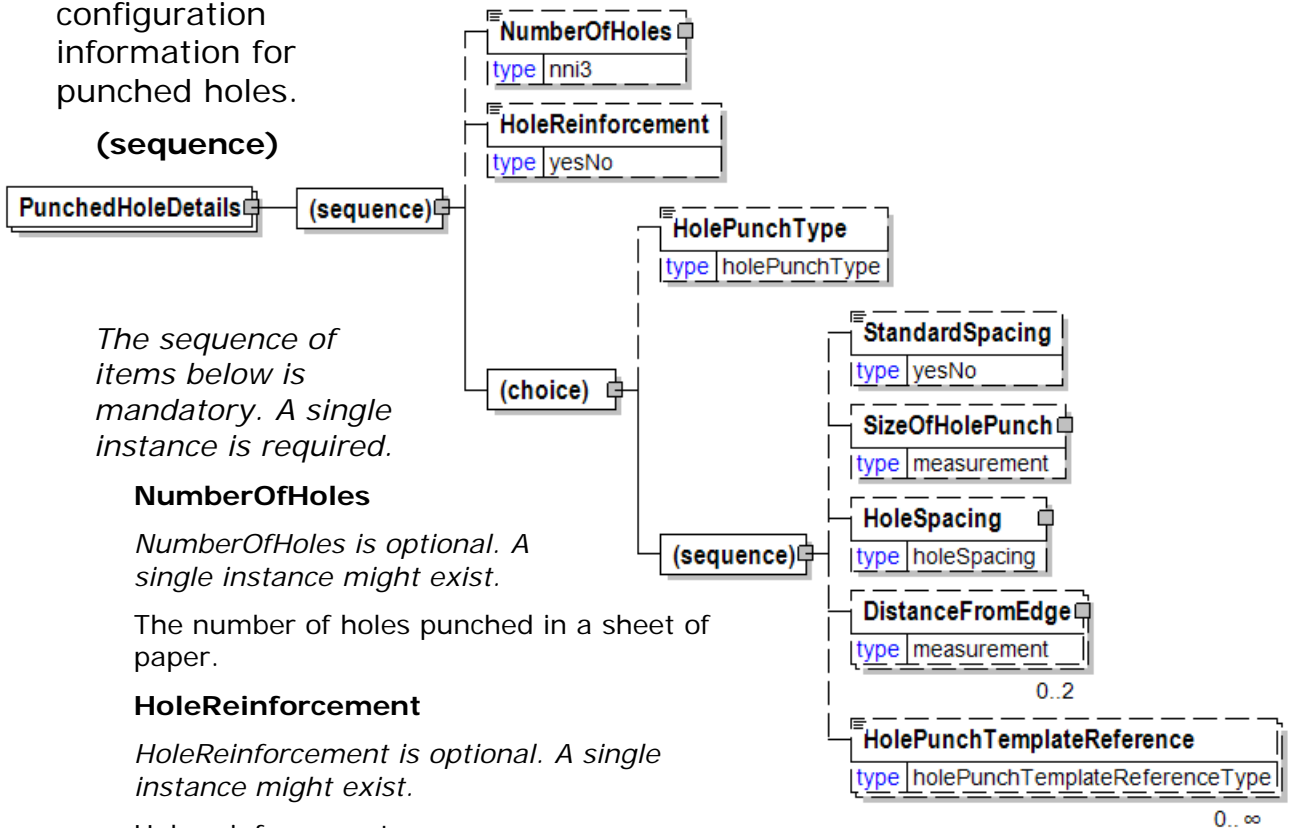 configuration
information for
punched holes.
(sequence)
The sequence of
items below is
mandatory. A single
instance is required.
NumberOfHoles
NumberOfHoles is optional. A
single instance might exist.
The number of holes punched in a sheet of
paper.
HoleReinforcement
HoleReinforcement is optional. A single
instance might exist.
PunchedHoleDetails
(sequence)
NumberOfHoles
type nni3
HoleReinforcement
type yesNo
(choice)
HolePunchType
type holePunchType
(sequence)
StandardSpacing
type yesNo
SizeOfHolePunch
type measurement
HoleSpacing
type holeSpacing
DistanceFromEdge
type measurement
0..2
HolePunchTemplateReference
type holePunchTemplateReferenceType
0..∞